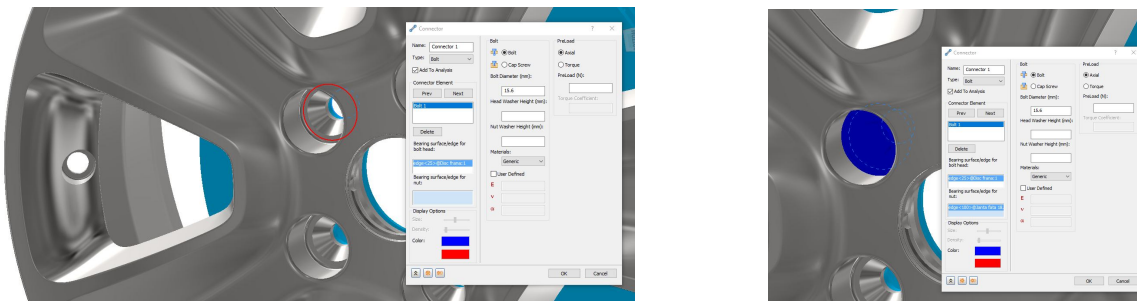 Connector
Name: Connector 1
Type: Bolt
Add To Analysis
Connector Element
Prev Next
Bolt 1
Delete
Bearing surface/edge for bolt head:
Bearing surface/edge for nut:
Display Options
Size:
Density:
Color:
Bolt
Bolt
Cap Screw
Bolt Diameter (mm):
15.6
Head Washer Height (mm):
Nut Washer Height (mm):
Materials:
Generic
User Defined
E
v
α
PreLoad
Axial
Torque
PreLoad (N):
Torque Coefficient:
OK Cancel
Connector
Name: Connector 1
Type: Bolt
Add To Analysis
Connector Element
Prev Next
Bolt 1
Delete
Bearing surface/edge for bolt head:
Bearing surface/edge for nut:
Display Options
Size:
Density:
Color:
Bolt
Bolt
Cap Screw
Bolt Diameter (mm):
15.6
Head Washer Height (mm):
Nut Washer Height (mm):
Materials:
Generic
User Defined
E
v
α
PreLoad
Axial
Torque
PreLoad (N):
Torque Coefficient:
OK Cancel